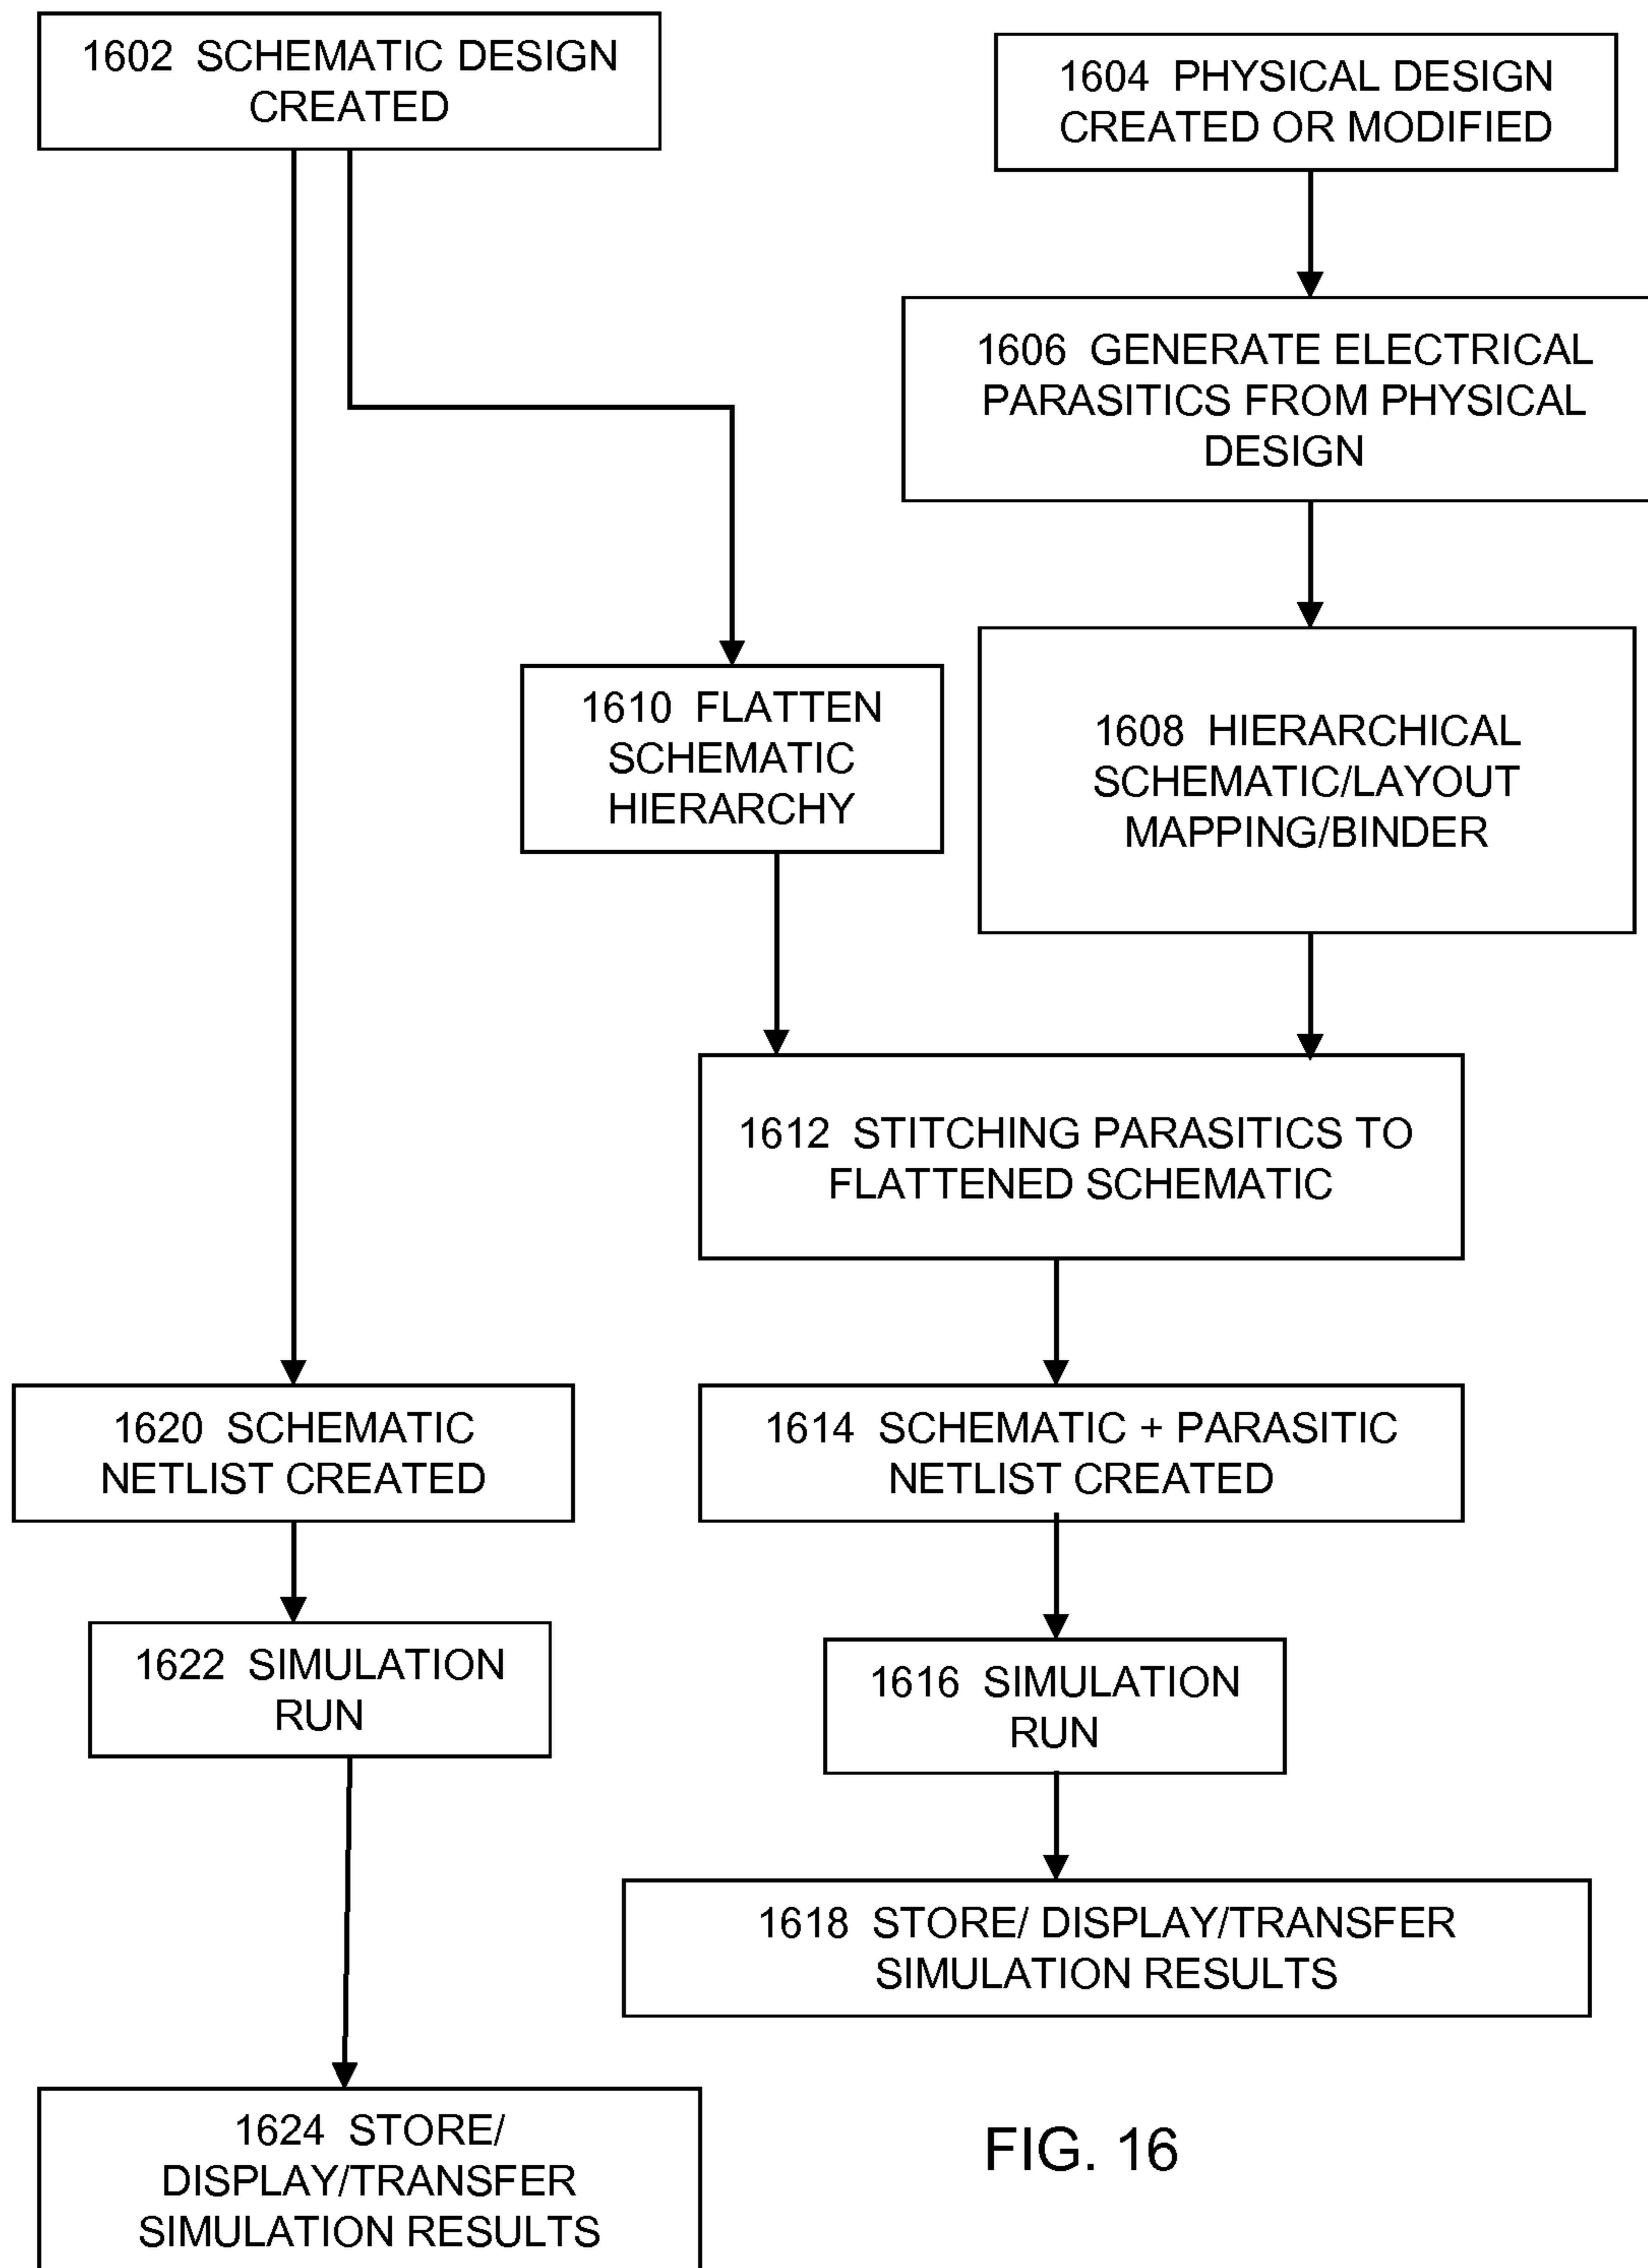 1602 SCHEMATIC DESIGN
CREATED
1604 PHYSICAL DESIGN
CREATED OR MODIFIED
1606 GENERATE ELECTRICAL
PARASITICS FROM PHYSICAL
DESIGN
1610 FLATTEN
SCHEMATIC
HIERARCHY
1608 HIERARCHICAL
SCHEMATIC/LAYOUT
MAPPING/BINDER
1612 STITCHING PARASITICS TO
FLATTENED SCHEMATIC
1620 SCHEMATIC
NETLIST CREATED
1614 SCHEMATIC + PARASITIC
NETLIST CREATED
1622 SIMULATION
RUN
1616 SIMULATION
RUN
1618 STORE/ DISPLAY/TRANSFER
SIMULATION RESULTS
1624 STORE/
DISPLAY/TRANSFER
SIMULATION RESULTS
FIG. 16